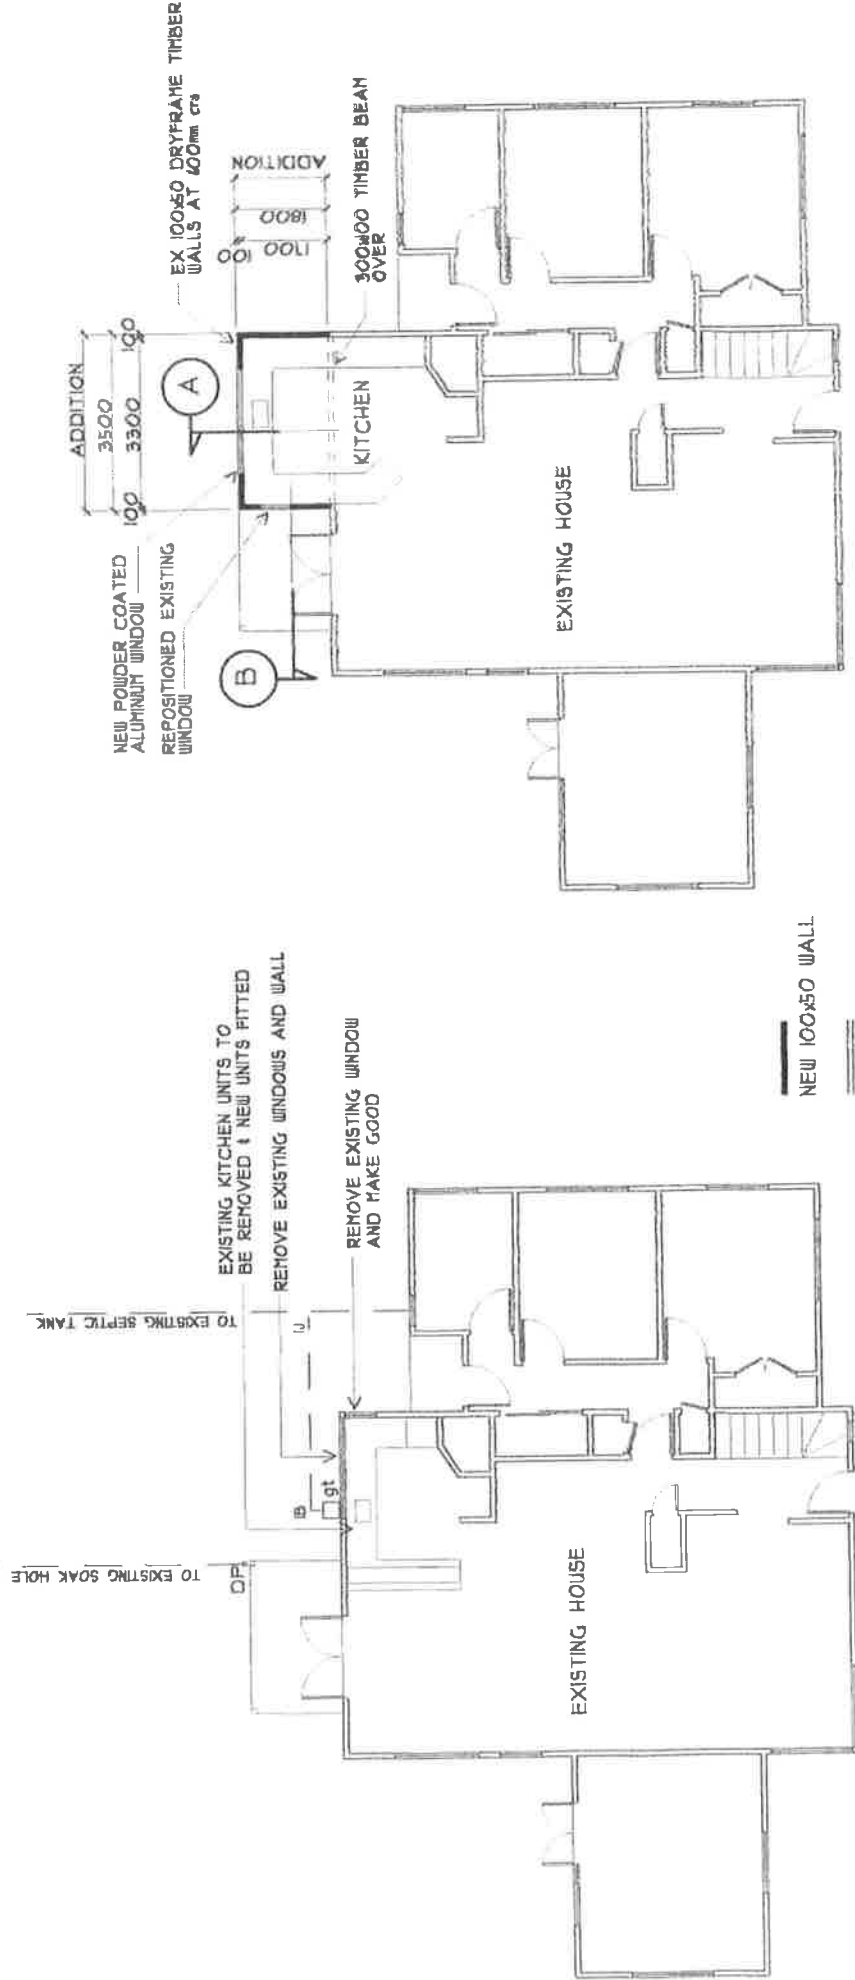 TO EXISTING SOAK HOLE
TO EXISTING SEPTIC TANK
DP
B
gt
EXISTING KITCHEN UNITS TO
BE REMOVED & NEW UNITS FITTED
REMOVE EXISTING WINDOWS AND WALL
REMOVE EXISTING WINDOW
AND MAKE GOOD
EXISTING HOUSE
NEW 100x50 WALL
NEW POWDER COATED
ALUMINIUM WINDOW
REPOSITIONED EXISTING
WINDOW
ADDITION
3500
100 3300 100
A
B
EX 100x50 DRYFRAME TIMBER
WALLS AT 600mm crs
ADDITION
1800
1700 100
300x100 TIMBER BEAM
OVER
KITCHEN
EXISTING HOUSE